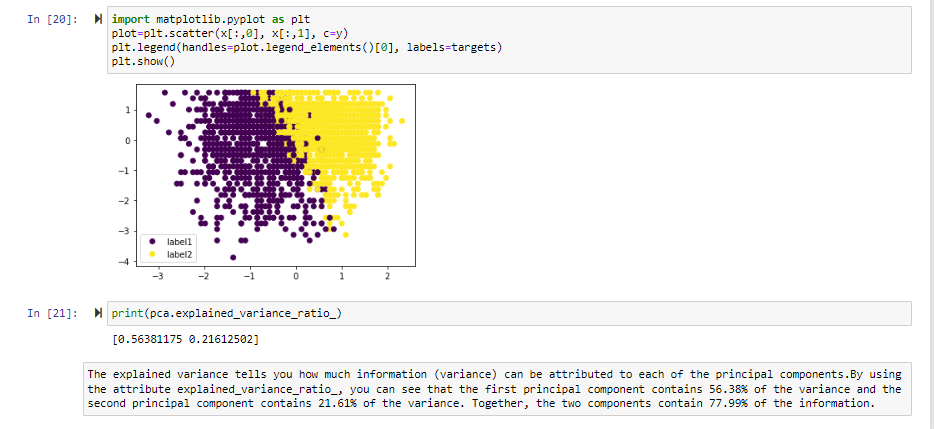 In [20]:
import matplotlib.pyplot as plt
plot=plt.scatter(x[:,0], x[:,1], c=y)
plt.legend(handles=plot.legend_elements()[0], labels=targets)
plt.show()
1
0
−1
−2
−3
−4
label1
label2
−3 −2 −1 0 1 2
In [21]:
print(pca.explained_variance_ratio_)
[0.56381175 0.21612502]
The explained variance tells you how much information (variance) can be attributed to each of the principal components.By using
the attribute explained_variance_ratio_, you can see that the first principal component contains 56.38% of the variance and the
second principal component contains 21.61% of the variance. Together, the two components contain 77.99% of the information.